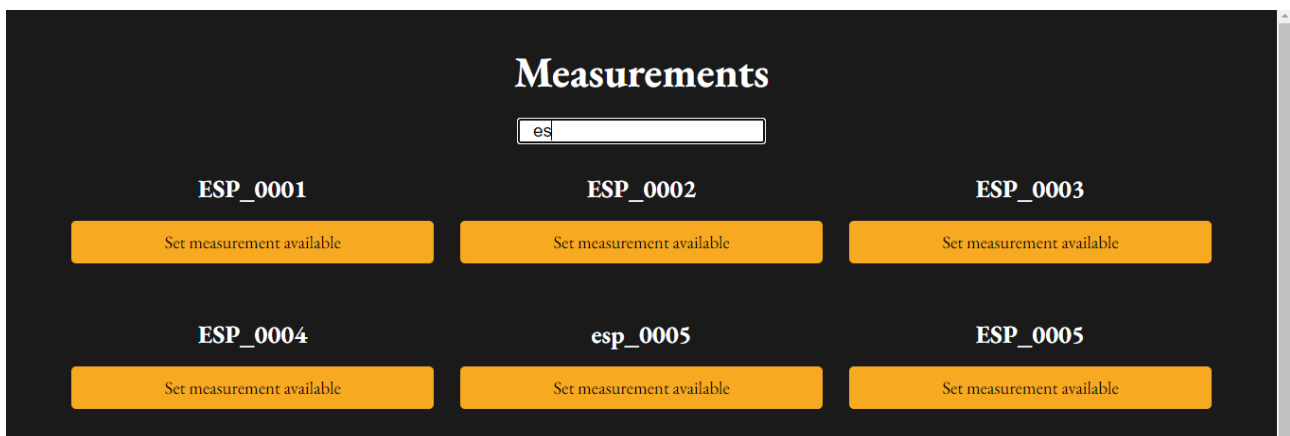 Measurements
es
ESP_0001 ESP_0002 ESP_0003
Set measurement available Set measurement available Set measurement available
ESP_0004 esp_0005 ESP_0005
Set measurement available Set measurement available Set measurement available